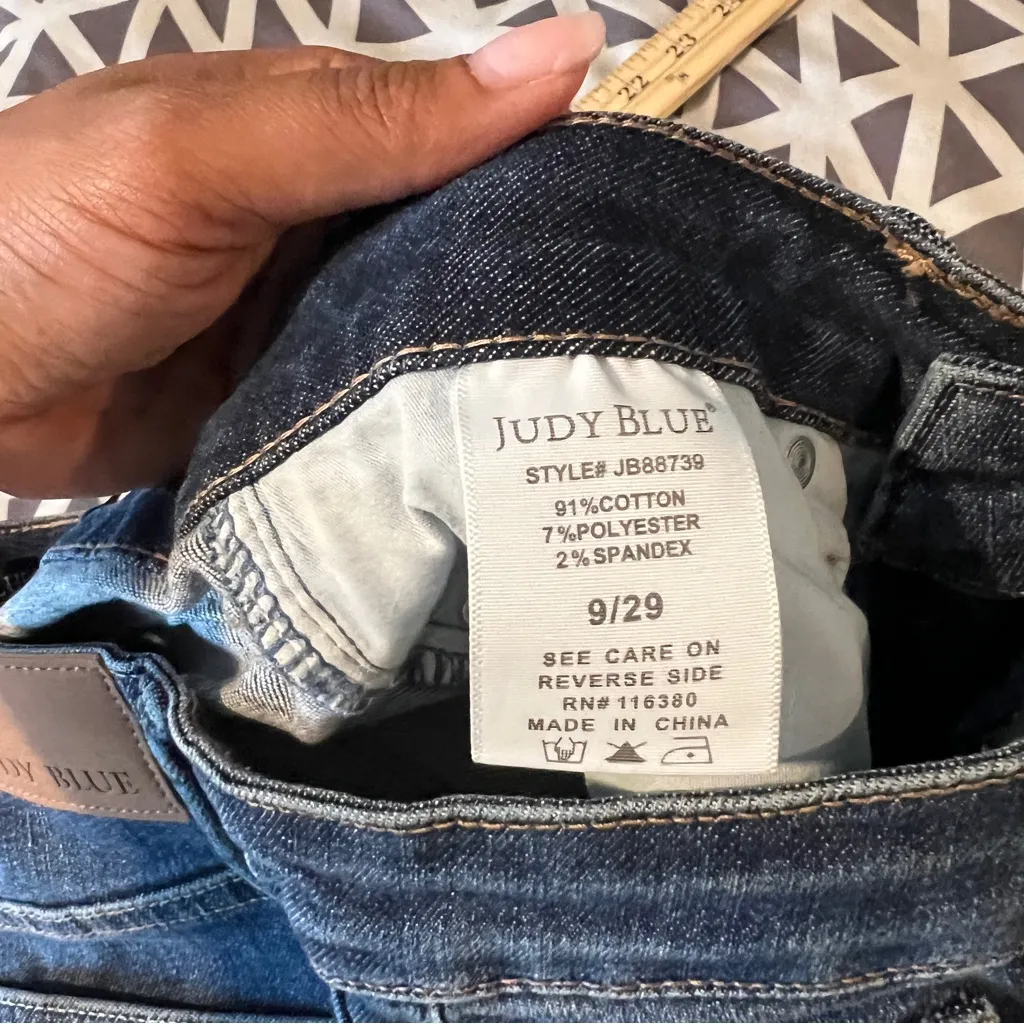 22
23
JUDY BLUE®
STYLE# JB88739
91%COTTON
7%POLYESTER
2%SPANDEX
9/29
SEE CARE ON
REVERSE SIDE
RN# 116380
MADE IN CHINA
DY BLUE